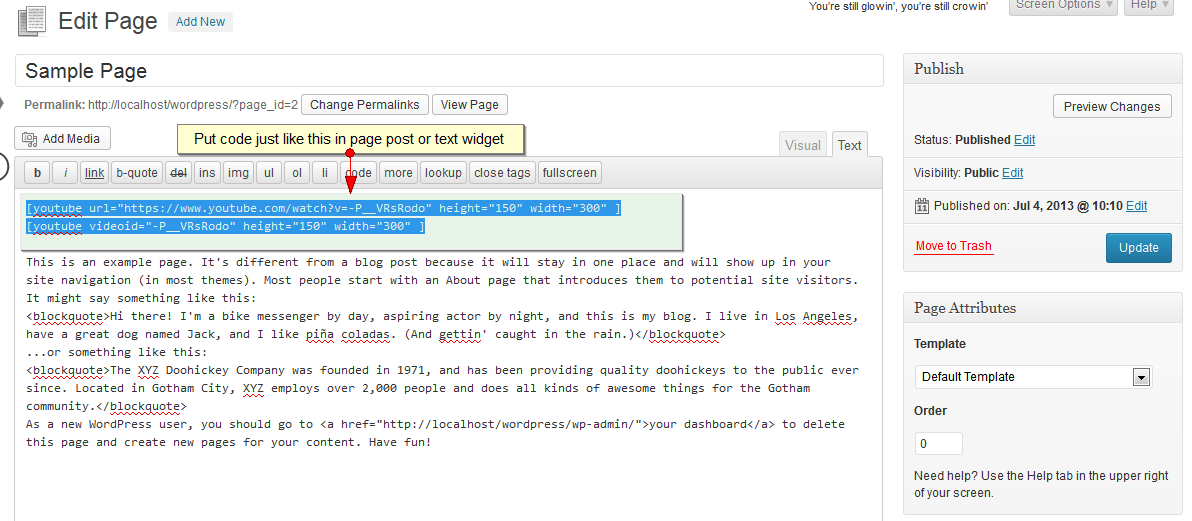 You're still glowin', you're still crowin'
Screen Options
Help
Edit Page
Add New
Sample Page
Permalink: http://localhost/wordpress/?page_id=2 Change Permalinks View Page
Add Media
Put code just like this in page post or text widget
Visual
Text
b i link b-quote del ins img ul ol li code more lookup close tags fullscreen
[youtube url="https://www.youtube.com/watch?v=-P__VRsRodo" height="150" width="300" ]
[youtube videoid="-P__VRsRodo" height="150" width="300" ]
This is an example page. It's different from a blog post because it will stay in one place and will show up in your
site navigation (in most themes). Most people start with an About page that introduces them to potential site visitors.
It might say something like this:
<blockquote>Hi there! I'm a bike messenger by day, aspiring actor by night, and this is my blog. I live in Los Angeles,
have a great dog named Jack, and I like piña coladas. (And gettin' caught in the rain.)</blockquote>
...or something like this:
<blockquote>The XYZ Doohickey Company was founded in 1971, and has been providing quality doohickeys to the public ever
since. Located in Gotham City, XYZ employs over 2,000 people and does all kinds of awesome things for the Gotham
community.</blockquote>
As a new WordPress user, you should go to <a href="http://localhost/wordpress/wp-admin/">your dashboard</a> to delete
this page and create new pages for your content. Have fun!
Publish
Preview Changes
Status: Published Edit
Visibility: Public Edit
Published on: Jul 4, 2013 @ 10:10 Edit
Move to Trash
Update
Page Attributes
Template
Default Template
Order
0
Need help? Use the Help tab in the upper right
of your screen.